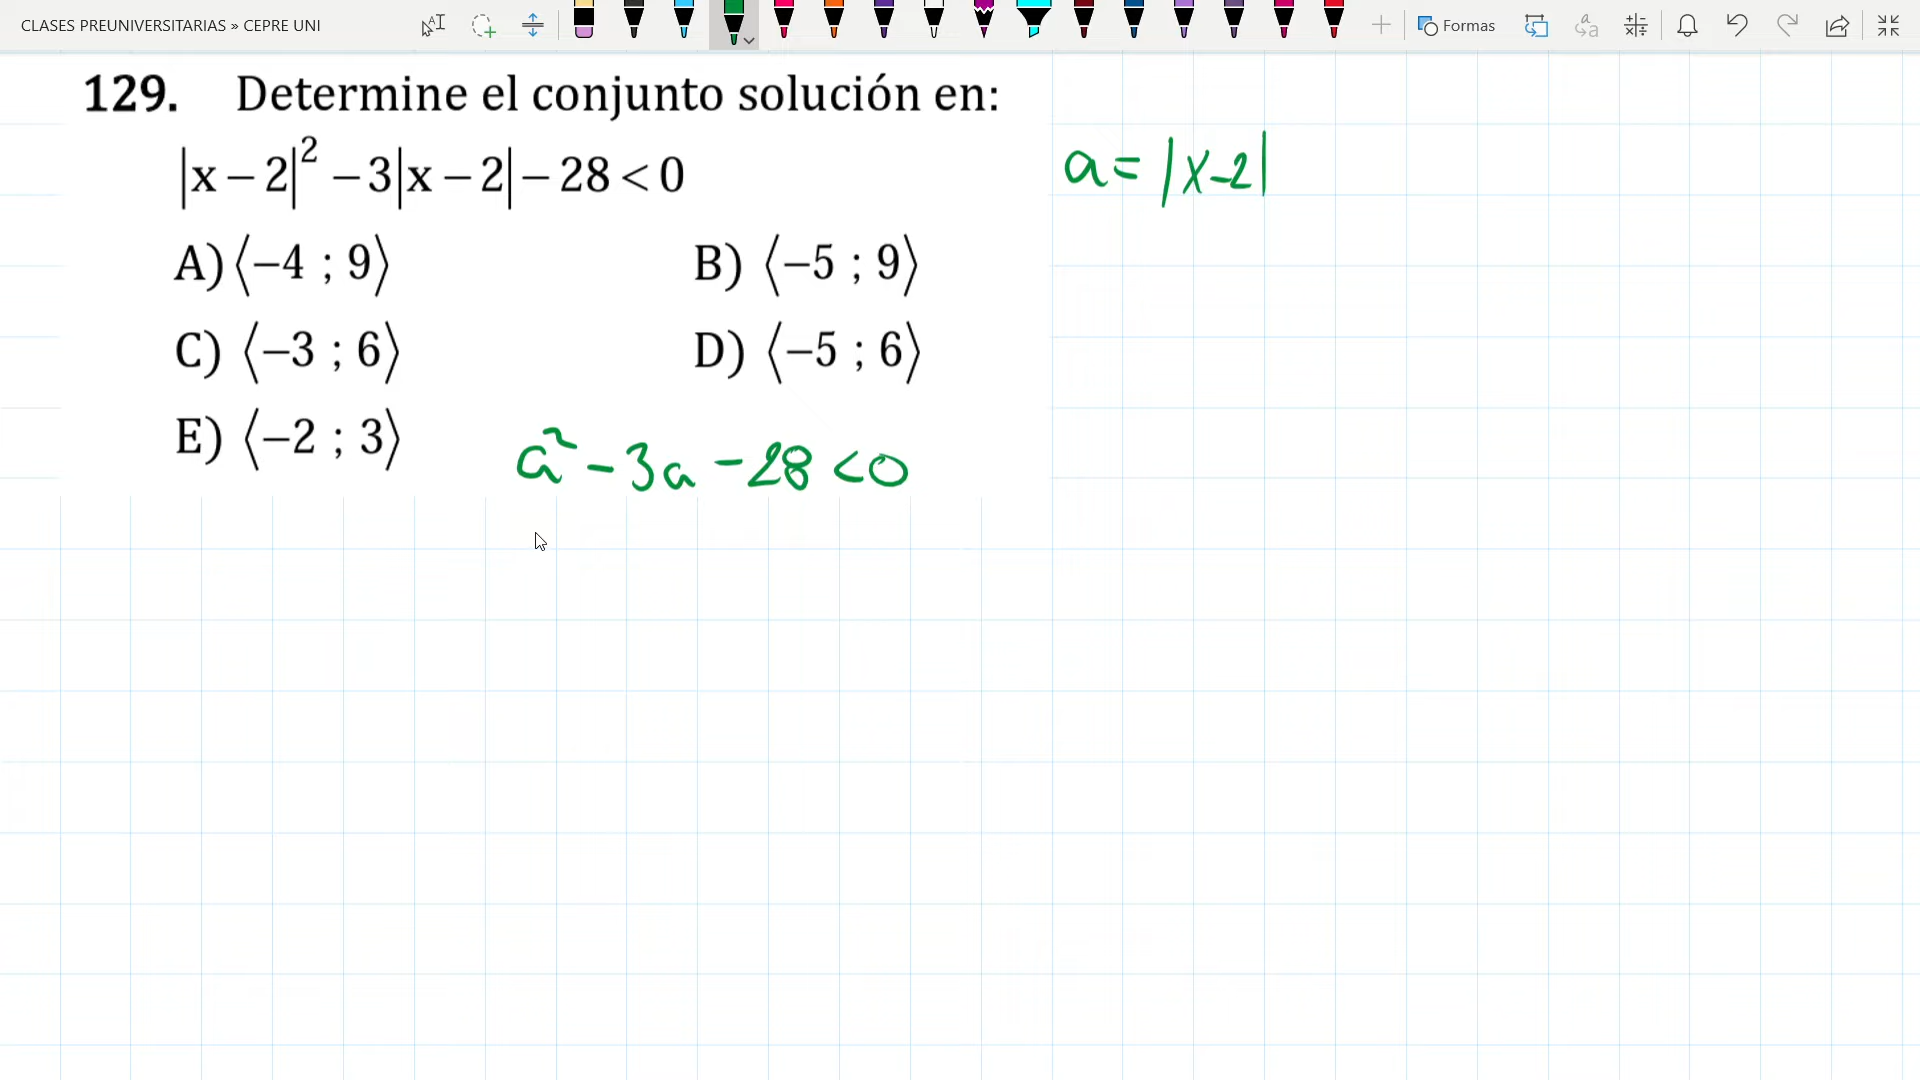 CLASES PREUNIVERSITARIAS » CEPRE UNI
Formas
129. Determine el conjunto solución en:
|x − 2|² − 3|x − 2| − 28 < 0
a = |x-2|
A) ⟨−4 ; 9⟩ B) ⟨−5 ; 9⟩
C) ⟨−3 ; 6⟩ D) ⟨−5 ; 6⟩
E) ⟨−2 ; 3⟩
a² - 3a - 28 < 0